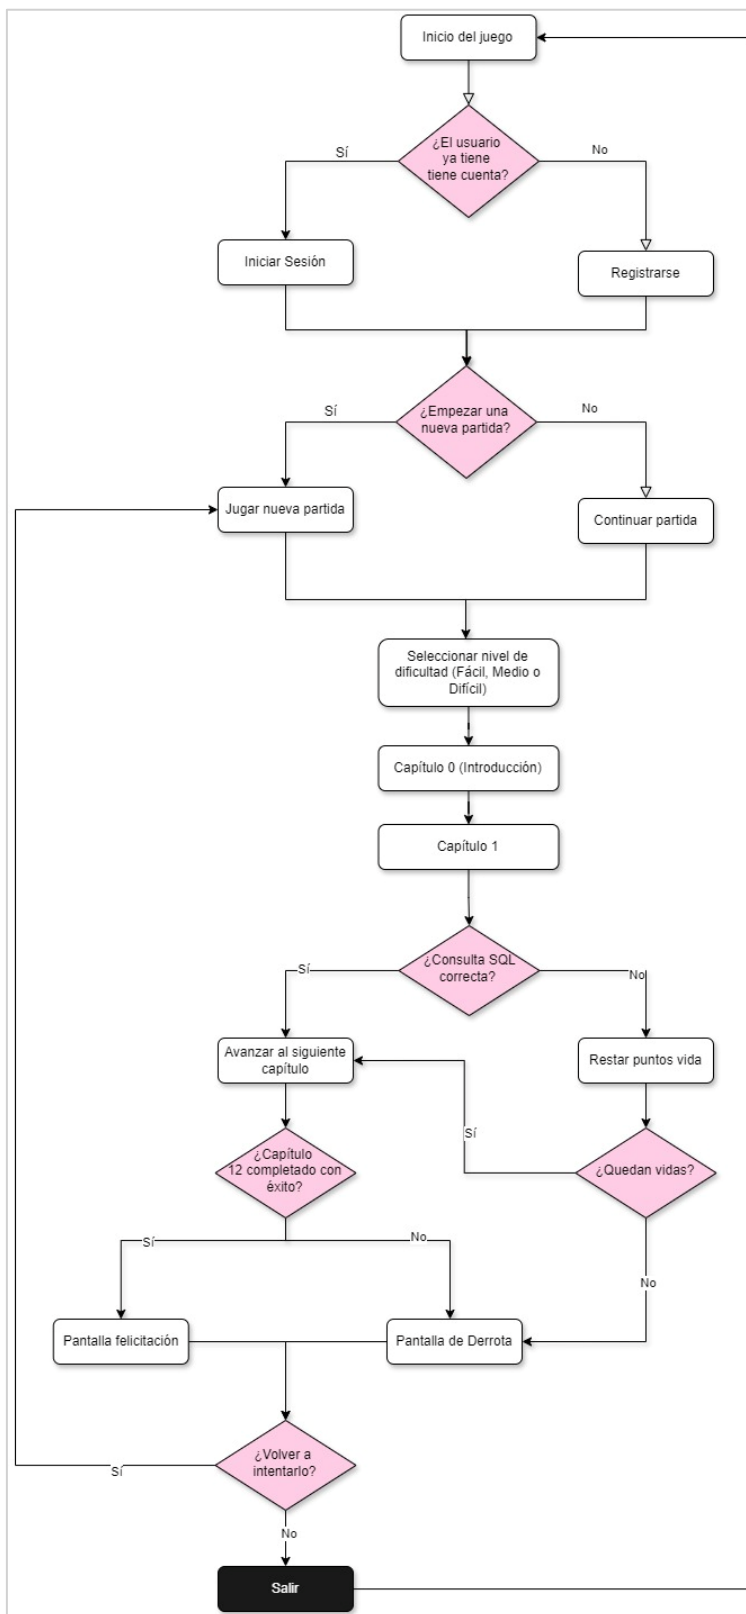 Inicio del juego
¿El usuario
ya tiene
tiene cuenta?
Sí
No
Iniciar Sesión
Registrarse
¿Empezar una
nueva partida?
Sí
No
Jugar nueva partida
Continuar partida
Seleccionar nivel de
dificultad (Fácil, Medio o
Difícil)
Capítulo 0 (Introducción)
Capítulo 1
¿Consulta SQL
correcta?
Sí
No
Avanzar al siguiente
capítulo
Restar puntos vida
Sí
¿Capítulo
12 completado con
éxito?
¿Quedan vidas?
Sí
No
No
Pantalla felicitación
Pantalla de Derrota
¿Volver a
intentarlo?
Sí
No
Salir